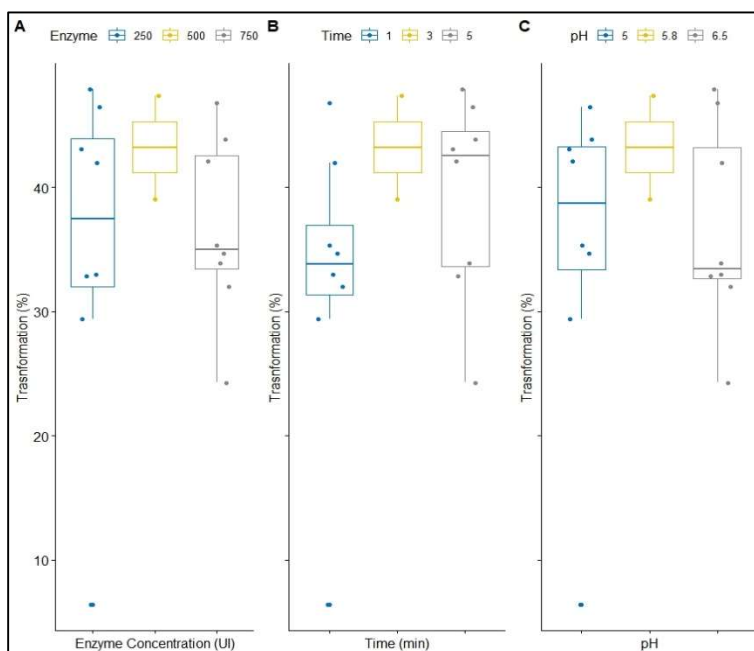 A
Enzyme 250 500 750
Trasnformation (%)
40
30
20
10
Enzyme Concentration (UI)
B
Time 1 3 5
Trasnformation (%)
Time (min)
C
pH 5 5.8 6.5
Trasnformation (%)
pH